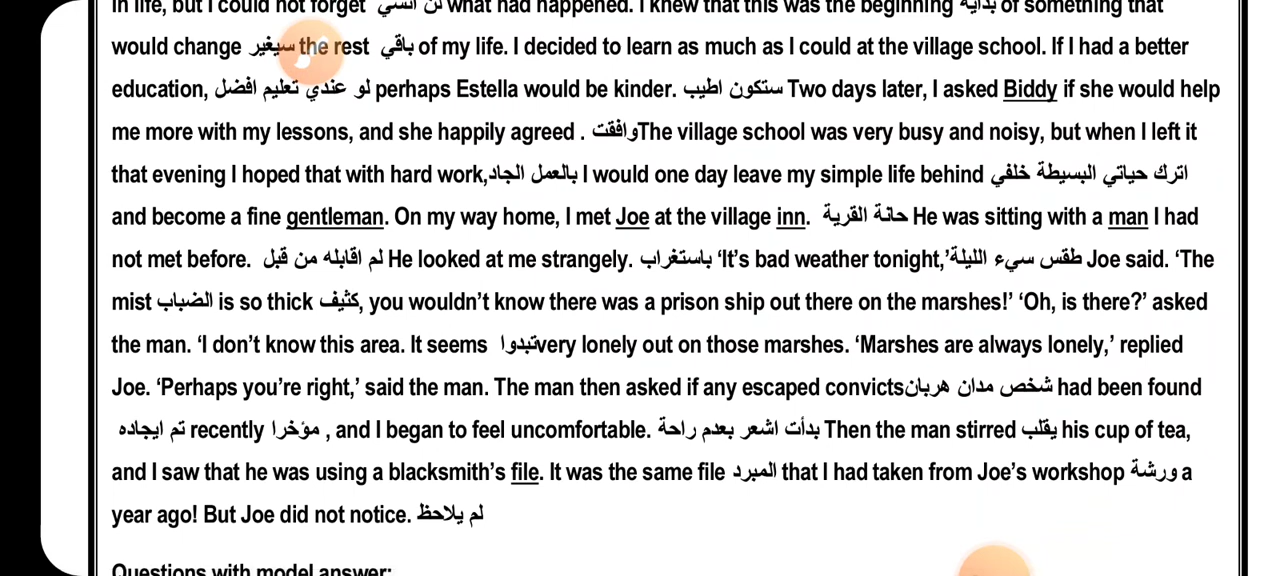 in life, but I could not forget لن انسي what had happened. I knew that this was the beginning بداية of something that
would change سيغير the rest باقي of my life. I decided to learn as much as I could at the village school. If I had a better
education, لو عندي تعليم افضل perhaps Estella would be kinder. ستكون اطيب Two days later, I asked Biddy if she would help
me more with my lessons, and she happily agreed . وافقت The village school was very busy and noisy, but when I left it
that evening I hoped that with hard work, بالعمل الجاد I would one day leave my simple life behind اترك حياتي البسيطة خلفي
and become a fine gentleman. On my way home, I met Joe at the village inn. حانة القرية He was sitting with a man I had
not met before. لم اقابله من قبل He looked at me strangely. باستغراب ‘It’s bad weather tonight,’ طقس سيء الليلة Joe said. ‘The
mist الضباب is so thick كثيف, you wouldn’t know there was a prison ship out there on the marshes!’ ‘Oh, is there?’ asked
the man. ‘I don’t know this area. It seems تبدوا very lonely out on those marshes. ‘Marshes are always lonely,’ replied
Joe. ‘Perhaps you’re right,’ said the man. The man then asked if any escaped convicts شخص مدان هربان had been found
تم ايجاده recently مؤخرا , and I began to feel uncomfortable. بدأت اشعر بعدم راحة Then the man stirred يقلب his cup of tea,
and I saw that he was using a blacksmith’s file. It was the same file المبرد that I had taken from Joe’s workshop ورشة a
year ago! But Joe did not notice. لم يلاحظ
Questions with model answer: